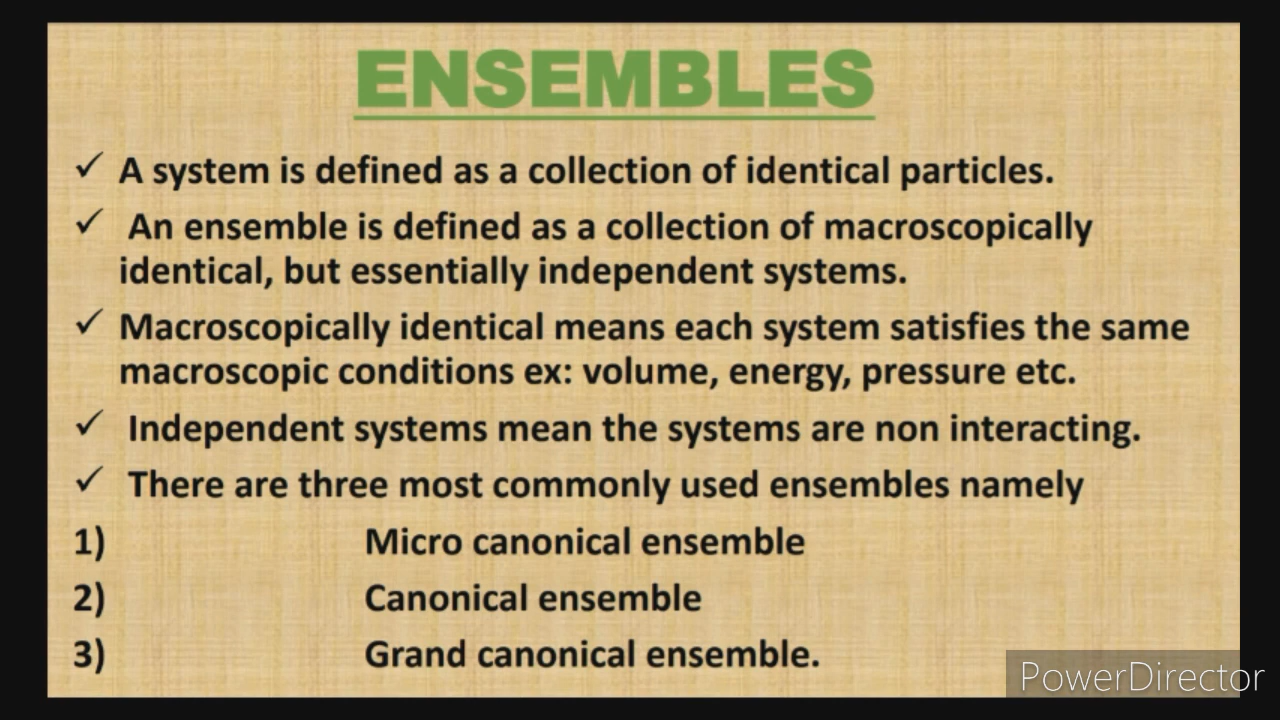 ENSEMBLES
✓ A system is defined as a collection of identical particles.
✓ An ensemble is defined as a collection of macroscopically
identical, but essentially independent systems.
✓ Macroscopically identical means each system satisfies the same
macroscopic conditions ex: volume, energy, pressure etc.
✓ Independent systems mean the systems are non interacting.
✓ There are three most commonly used ensembles namely
1) Micro canonical ensemble
2) Canonical ensemble
3) Grand canonical ensemble.
PowerDirector